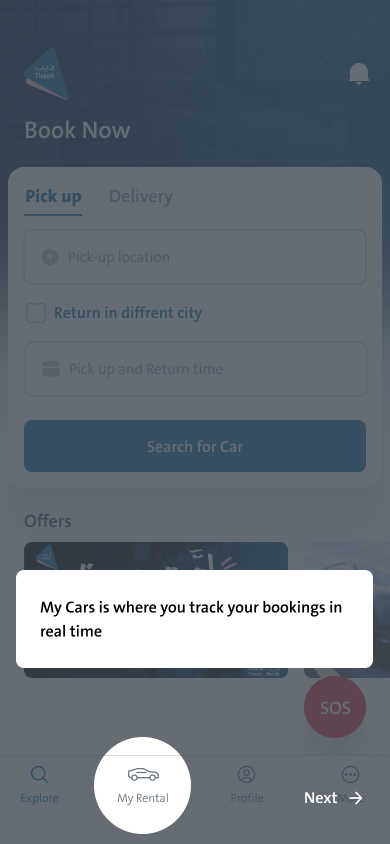 ذيب
Theeb
Book Now
Pick up
Delivery
Pick-up location
Return in diffrent city
Pick up and Return time
Search for Car
Offers
My Cars is where you track your bookings in
real time
SOS
Explore
My Rental
Profile
Next